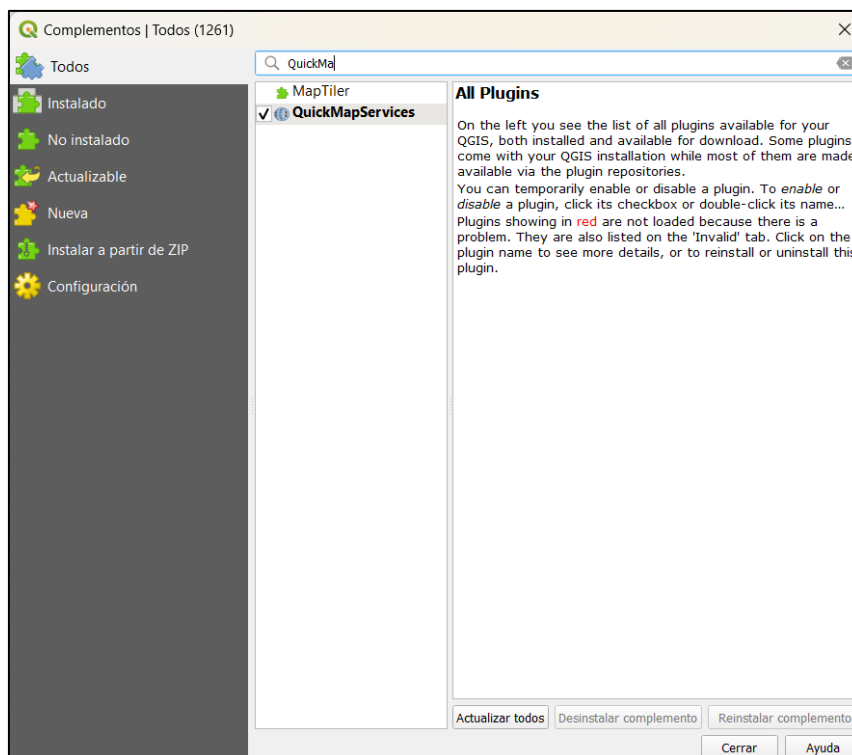 Complementos | Todos (1261)
Todos
QuickMa
Instalado
No instalado
Actualizable
Nueva
Instalar a partir de ZIP
Configuración
MapTiler
QuickMapServices
All Plugins
On the left you see the list of all plugins available for your
QGIS, both installed and available for download. Some plugins
come with your QGIS installation while most of them are made
available via the plugin repositories.
You can temporarily enable or disable a plugin. To enable or
disable a plugin, click its checkbox or double-click its name...
Plugins showing in red are not loaded because there is a
problem. They are also listed on the 'Invalid' tab. Click on the
plugin name to see more details, or to reinstall or uninstall this
plugin.
Actualizar todos
Desinstalar complemento
Reinstalar complemento
Cerrar
Ayuda